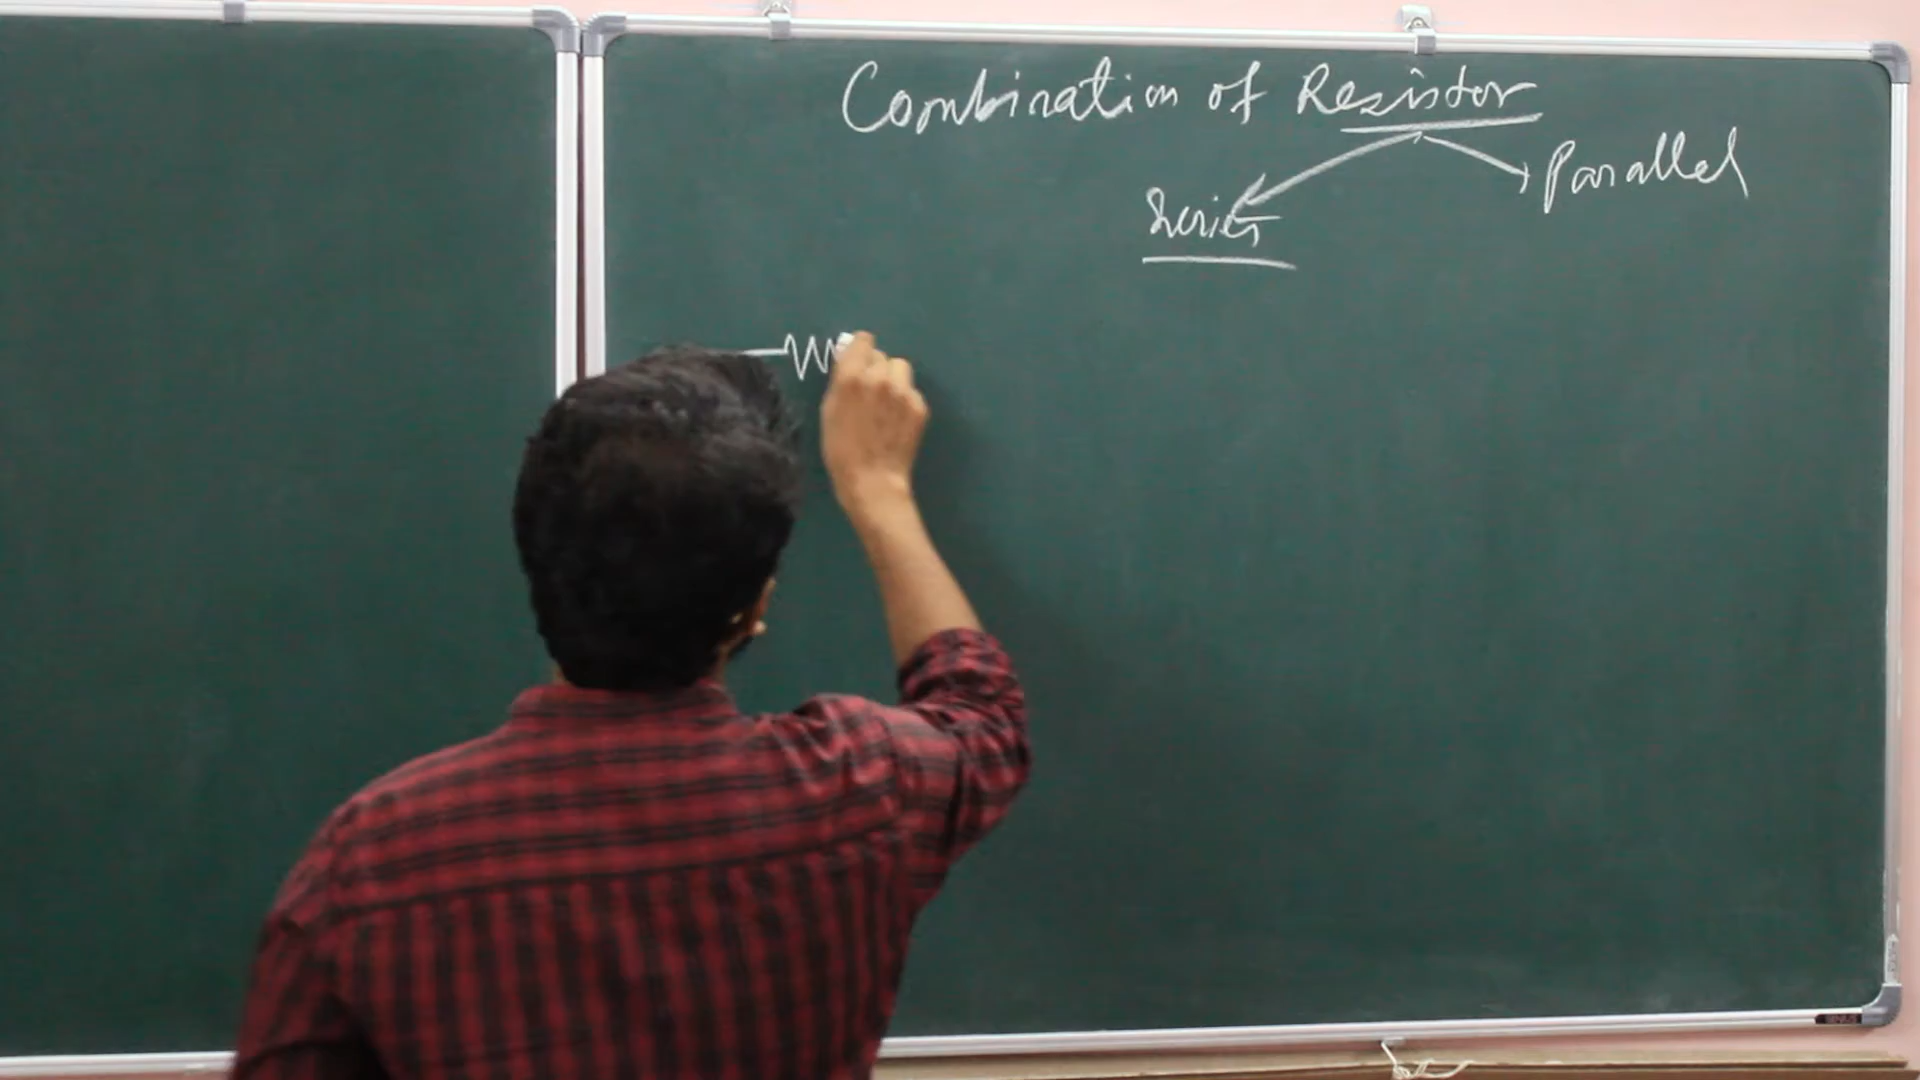 Combination of Resistor
Parallel
Series